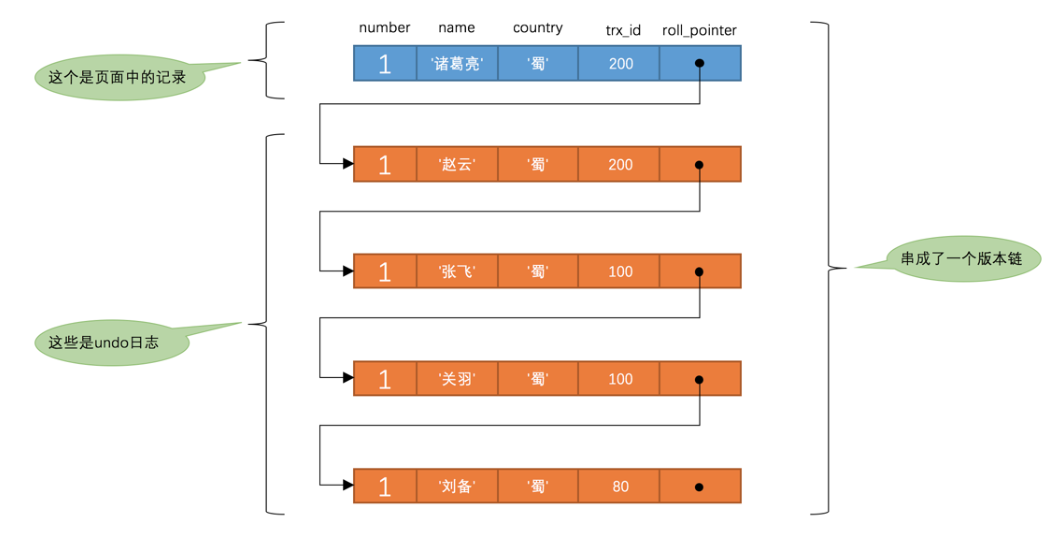 number name country trx_id roll_pointer
这个是页面中的记录
1 '诸葛亮' '蜀' 200
1 '赵云' '蜀' 200
串成了一个版本链
1 '张飞' '蜀' 100
这些是undo日志
1 '关羽' '蜀' 100
1 '刘备' '蜀' 80